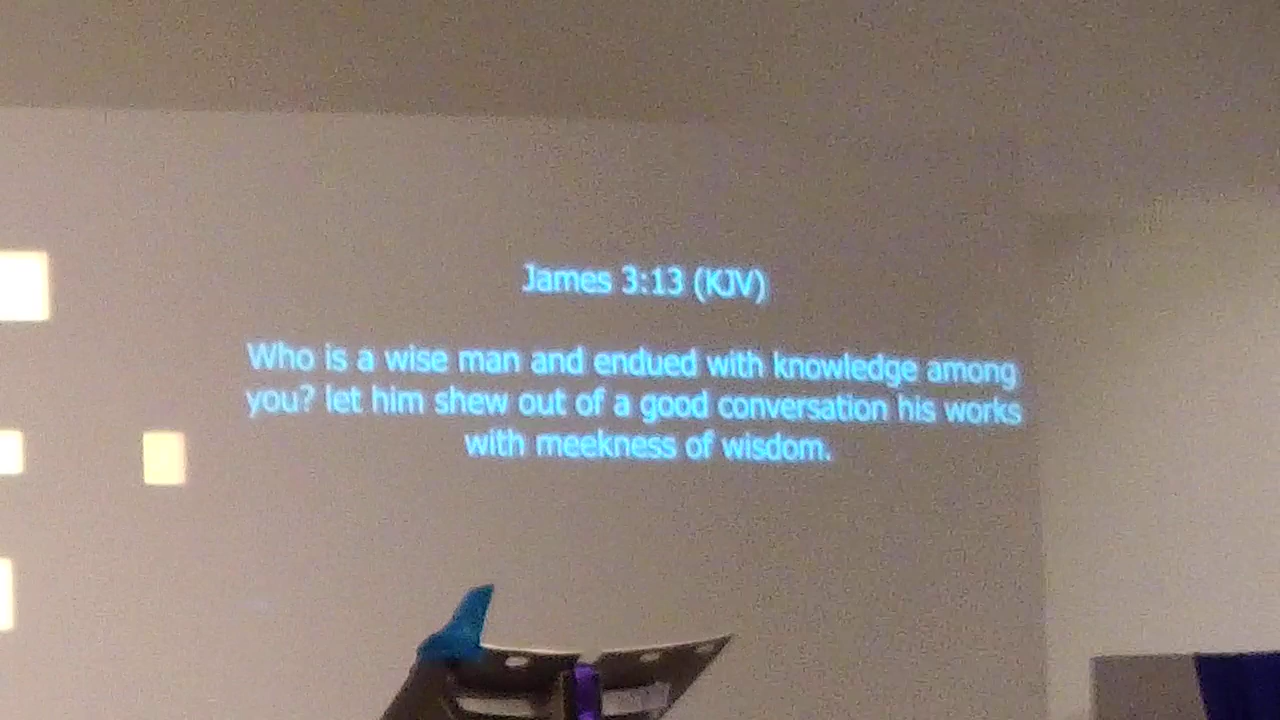 James 3:13 (KJV)
Who is a wise man and endued with knowledge among
you? let him shew out of a good conversation his works
with meekness of wisdom.